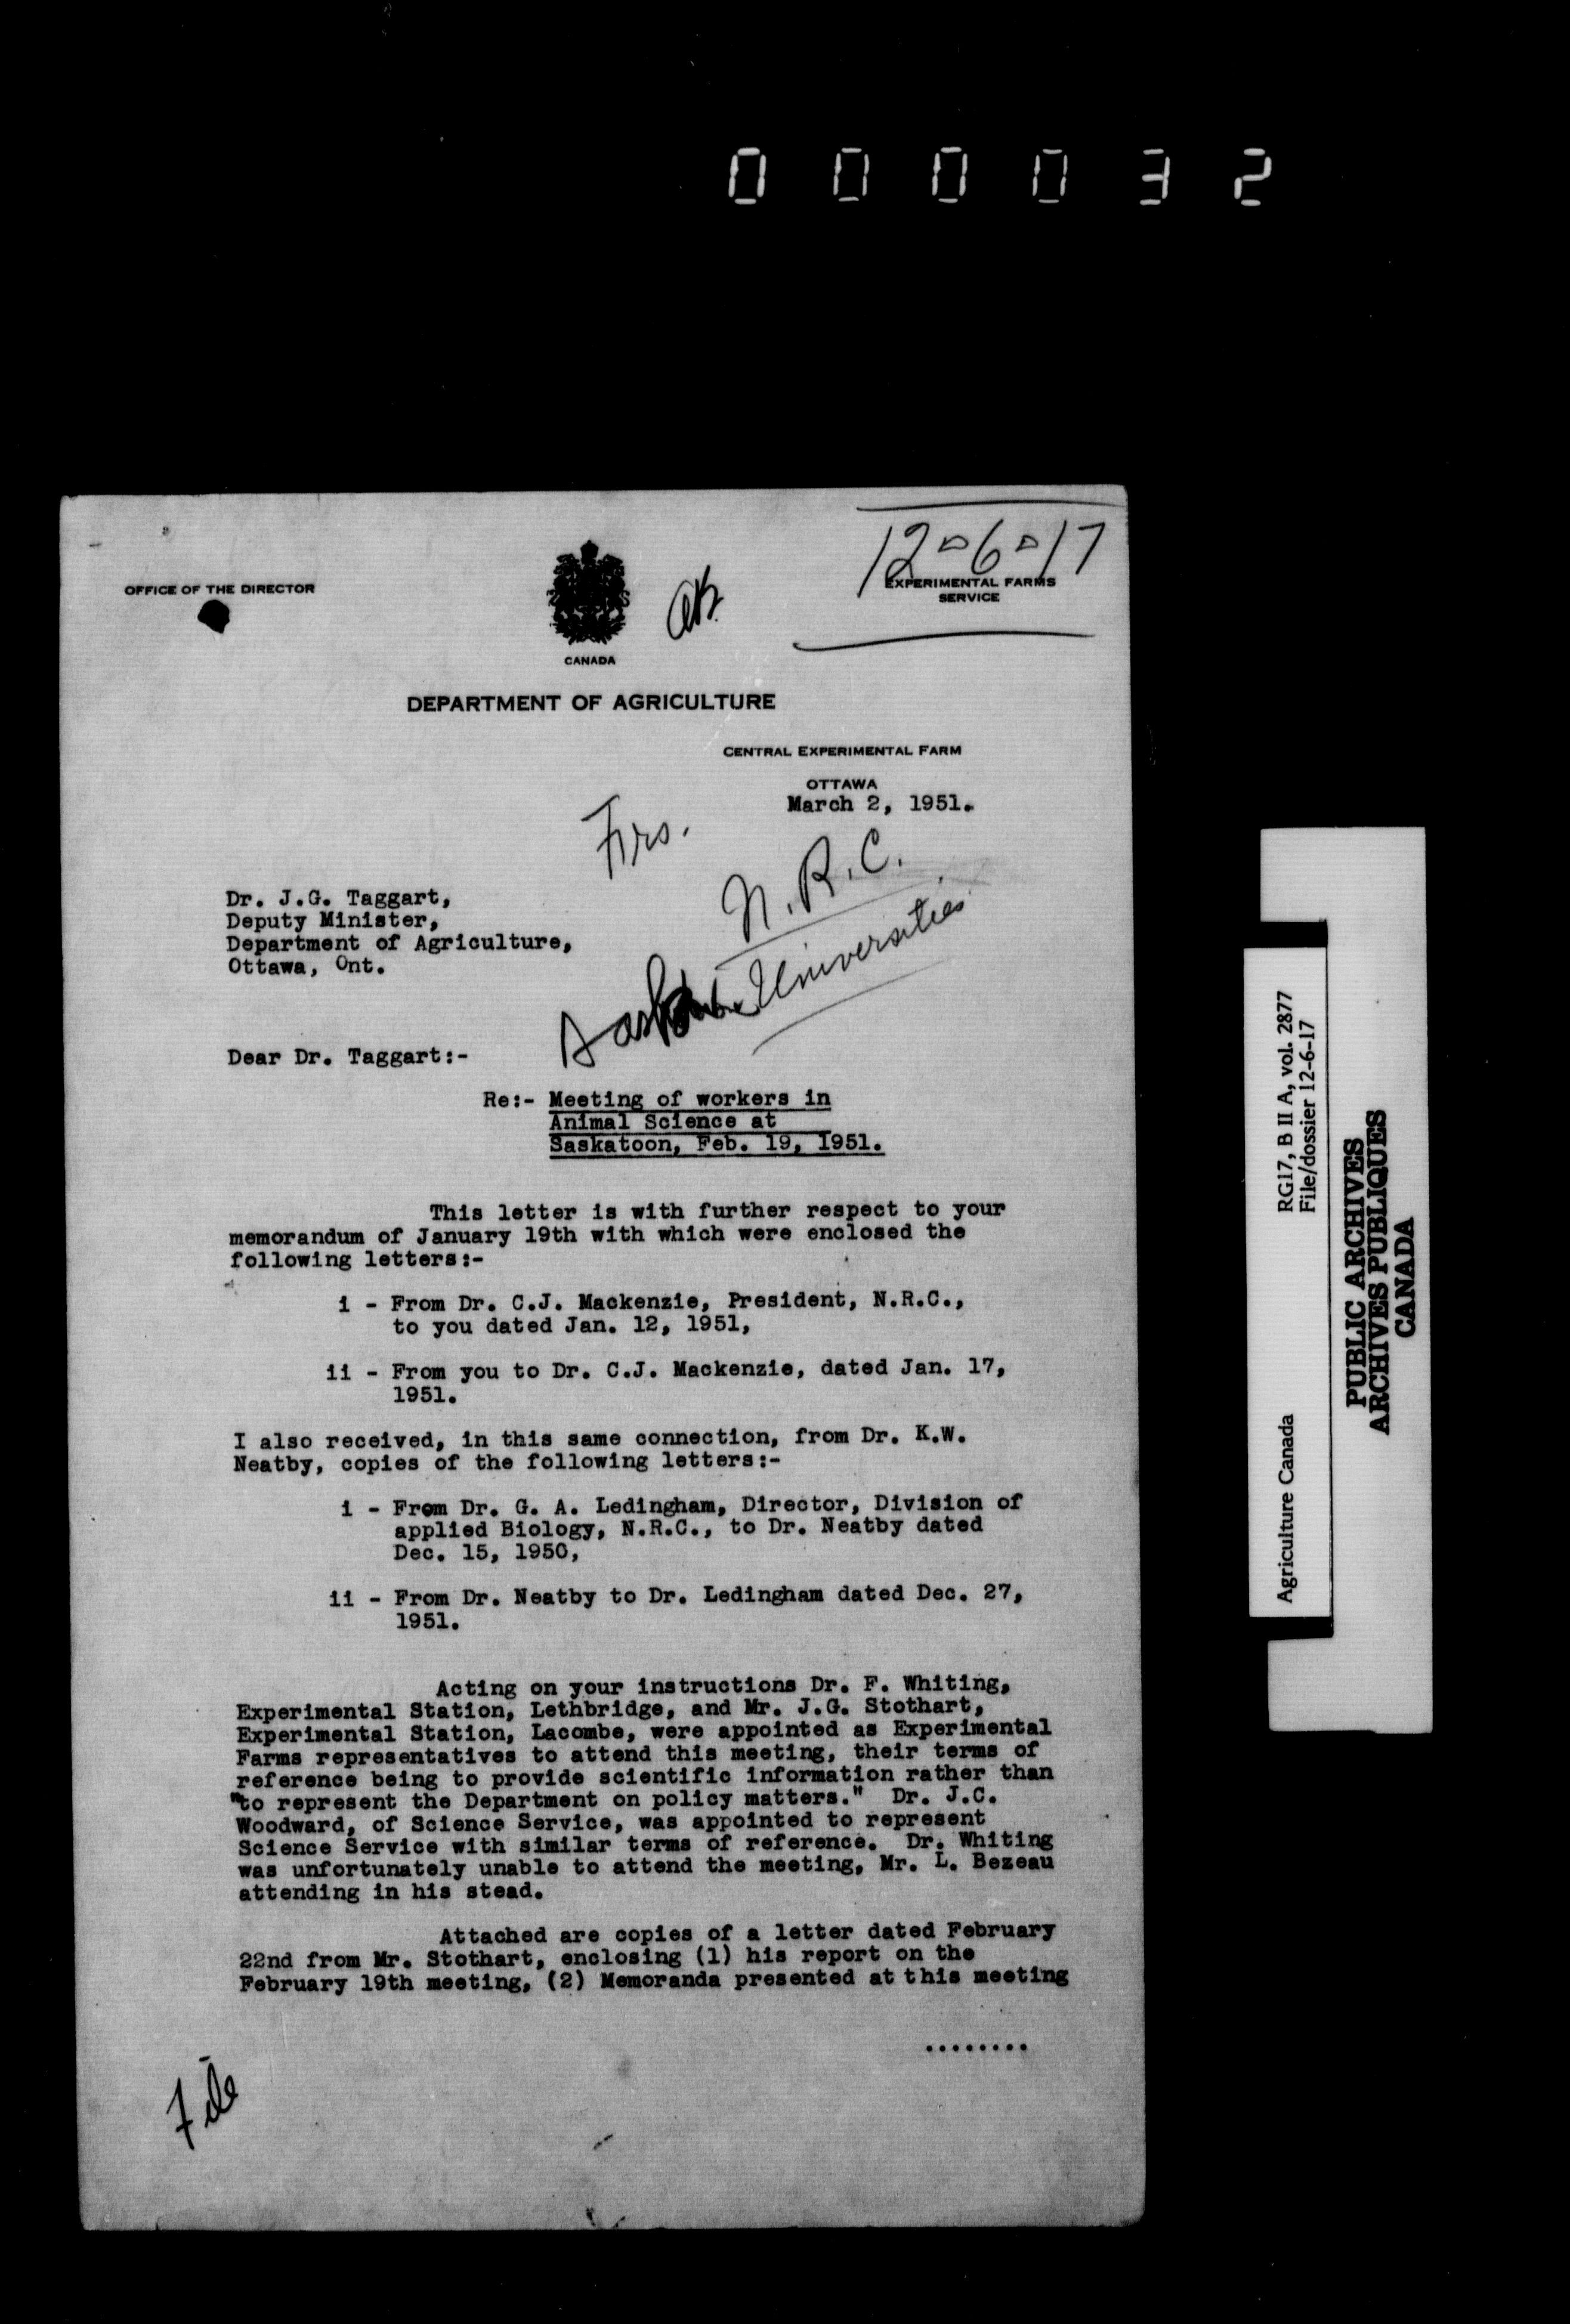 000032
12-6-17
OFFICE OF THE DIRECTOR
EXPERIMENTAL FARMS
SERVICE
CANADA
DEPARTMENT OF AGRICULTURE
CENTRAL EXPERIMENTAL FARM
OTTAWA
March 2, 1951.
N.R.C.
Universities
Dr. J.G. Taggart,
Deputy Minister,
Department of Agriculture,
Ottawa, Ont.
Dear Dr. Taggart:-
Re:- Meeting of workers in
Animal Science at
Saskatoon, Feb. 19, 1951.
This letter is with further respect to your
memorandum of January 19th with which were enclosed the
following letters:-
i - From Dr. C.J. Mackenzie, President, N.R.C.,
to you dated Jan. 12, 1951,
ii - From you to Dr. C.J. Mackenzie, dated Jan. 17,
1951.
I also received, in this same connection, from Dr. K.W.
Neatby, copies of the following letters:-
i - From Dr. G. A. Ledingham, Director, Division of
applied Biology, N.R.C., to Dr. Neatby dated
Dec. 15, 1950,
ii - From Dr. Neatby to Dr. Ledingham dated Dec. 27,
1951.
Acting on your instructions Dr. F. Whiting,
Experimental Station, Lethbridge, and Mr. J.G. Stothart,
Experimental Station, Lacombe, were appointed as Experimental
Farms representatives to attend this meeting, their terms of
reference being to provide scientific information rather than
"to represent the Department on policy matters." Dr. J.C.
Woodward, of Science Service, was appointed to represent
Science Service with similar terms of reference. Dr. Whiting
was unfortunately unable to attend the meeting, Mr. L. Bezeau
attending in his stead.
Attached are copies of a letter dated February
22nd from Mr. Stothart, enclosing (1) his report on the
February 19th meeting, (2) Memoranda presented at this meeting
........
File
Agriculture Canada RG17, B II A, vol. 2877
File/dossier 12-6-17
PUBLIC ARCHIVES
ARCHIVES PUBLIQUES
CANADA